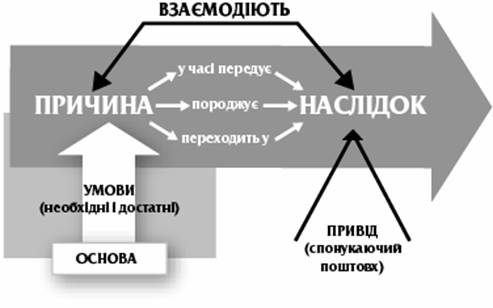 ВЗАЄМОДІЮТЬ
у часі передує
ПРИЧИНА
породжує
НАСЛІДОК
переходить у
УМОВИ
(необхідні і достатні)
ОСНОВА
ПРИВІД
(спонукаючий
поштовх)